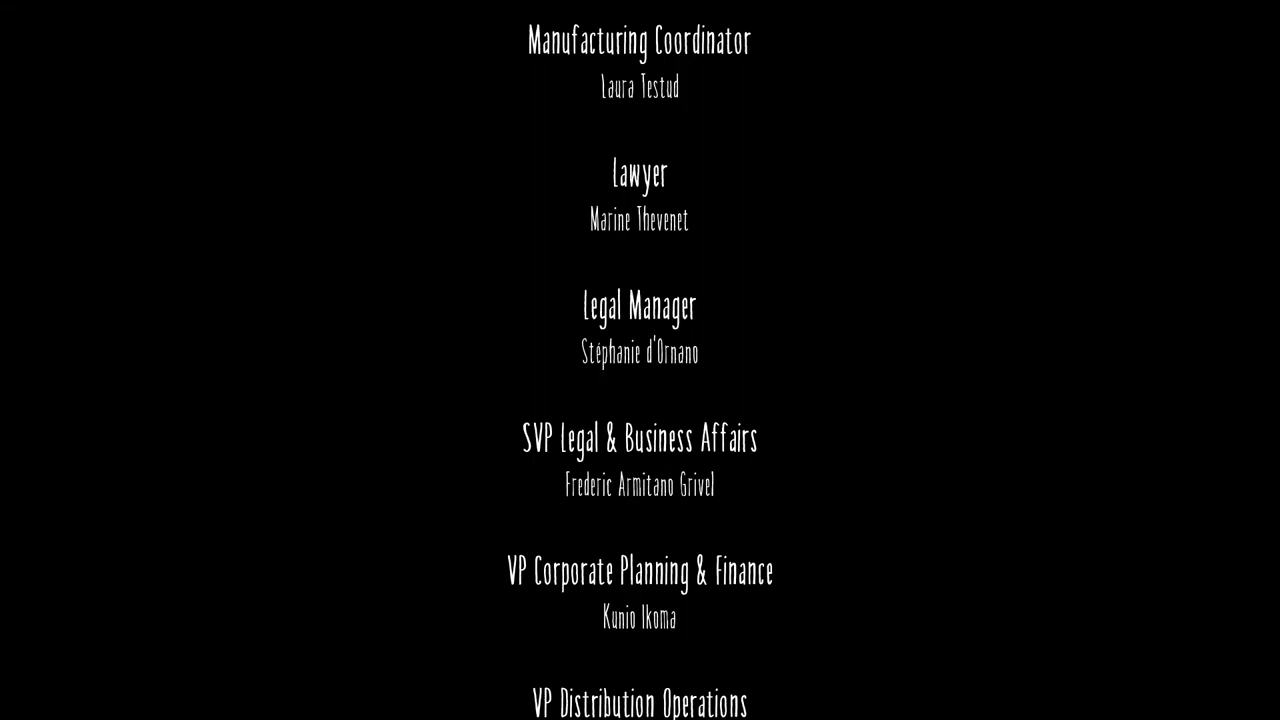 Manufacturing Coordinator
Laura Testud
Lawyer
Marine Thevenet
Legal Manager
Stéphanie d'Ornano
SVP Legal & Business Affairs
Frederic Armitano Grivel
VP Corporate Planning & Finance
Kunio Ikoma
VP Distribution Operations